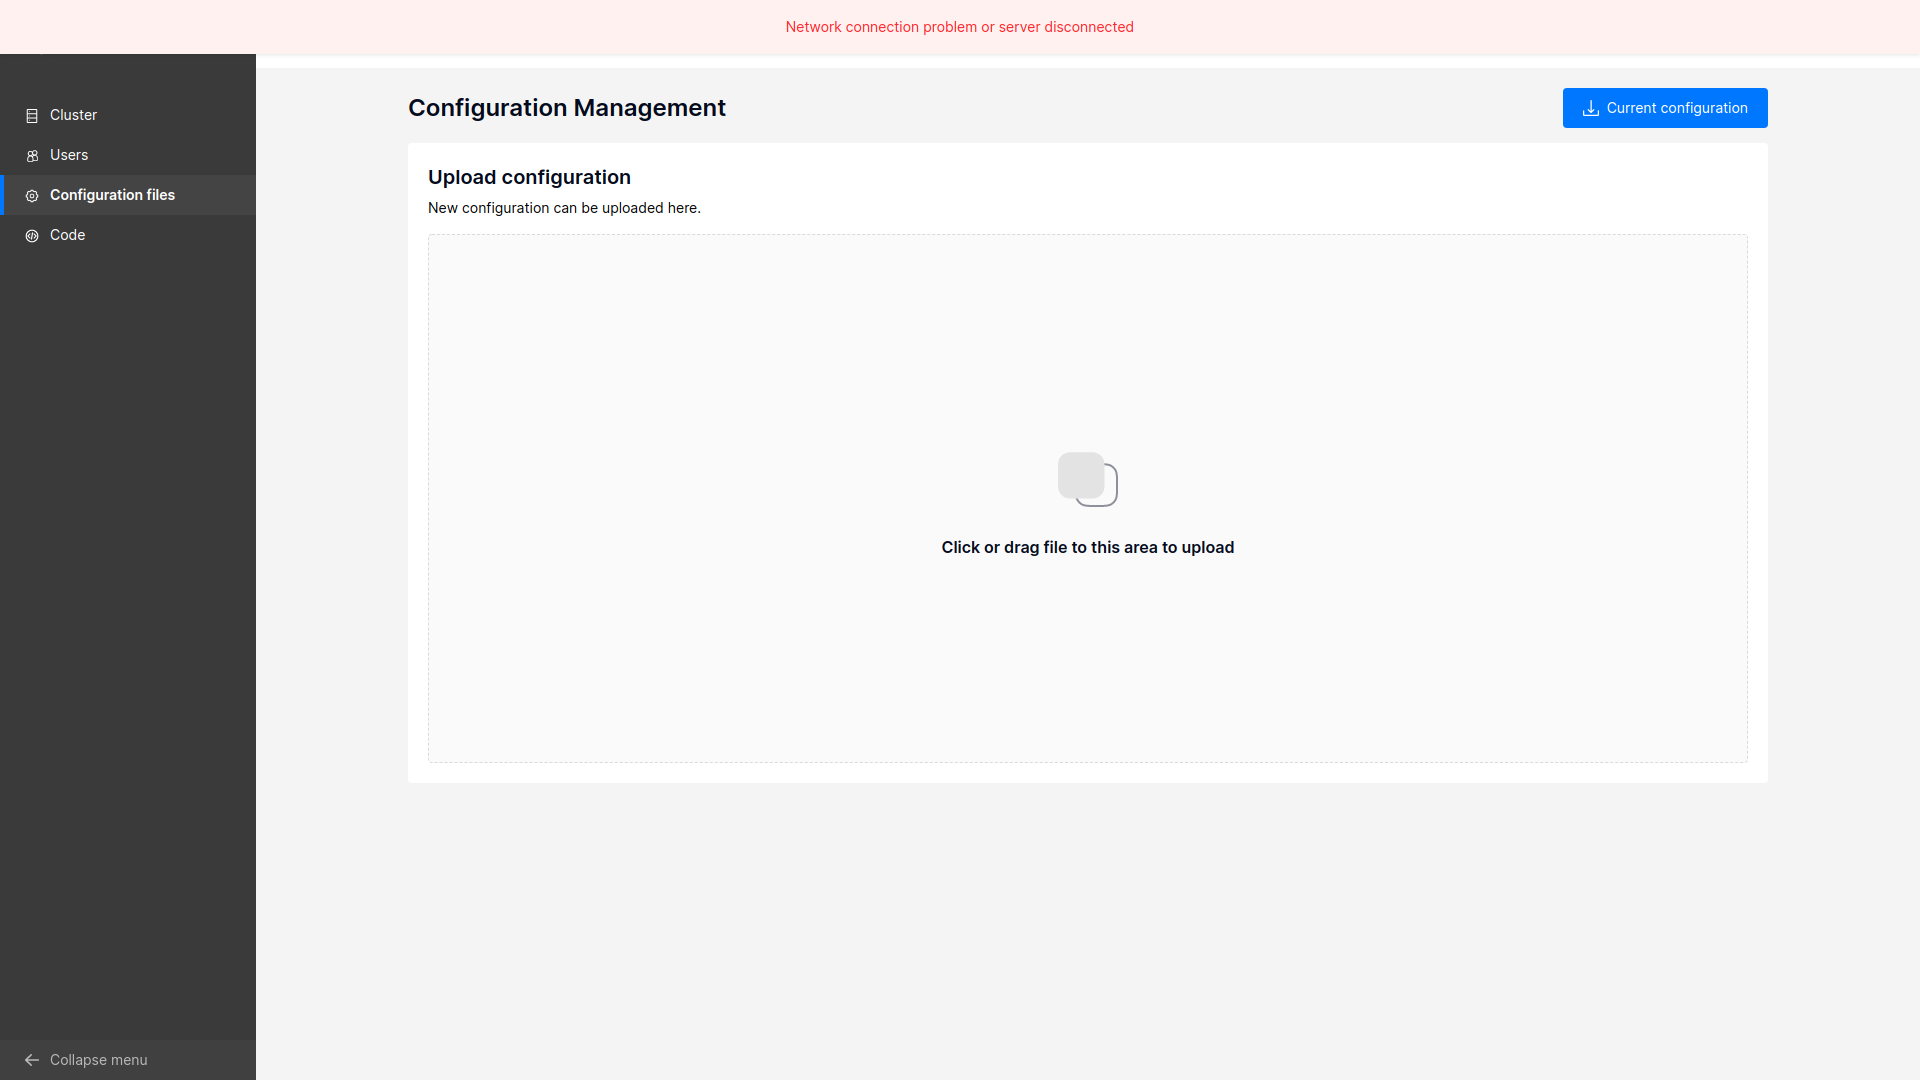 Network connection problem or server disconnected
Cluster
Users
Configuration files
Code
Collapse menu
Configuration Management
Current configuration
Upload configuration
New configuration can be uploaded here.
Click or drag file to this area to upload